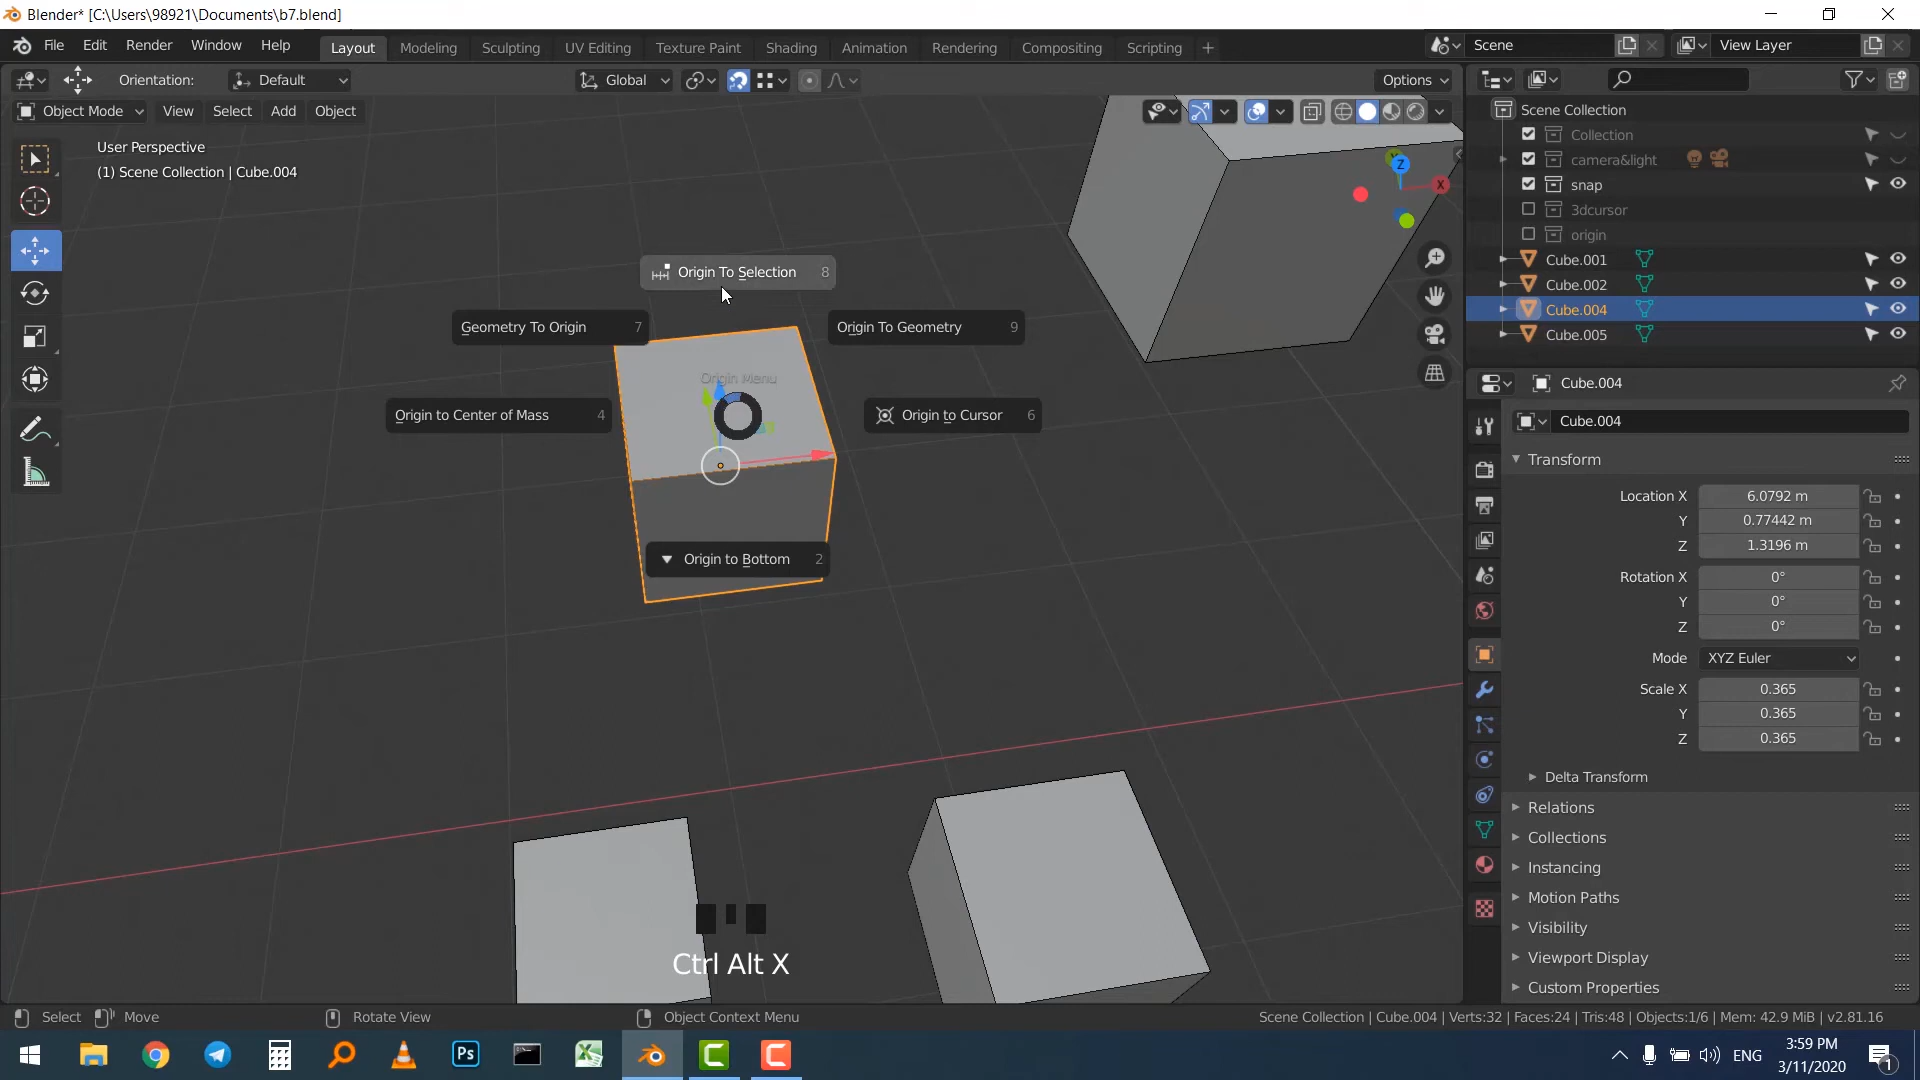 Blender* [C:\Users\98921\Documents\b7.blend]
File Edit Render Window Help
Layout Modeling Sculpting UV Editing Texture Paint Shading Animation Rendering Compositing Scripting +
Scene
View Layer
Orientation: Default
Global
Options
Object Mode View Select Add Object
User Perspective
(1) Scene Collection | Cube.004
Origin To Selection 8
Geometry To Origin 7
Origin To Geometry 9
Origin Menu
Origin to Center of Mass 4
Origin to Cursor 6
Origin to Bottom 2
Ctrl Alt X
Z
X
Y
Scene Collection
Collection
camera&light
snap
3dcursor
origin
Cube.001
Cube.002
Cube.004
Cube.005
Cube.004
Cube.004
Transform
Location X 6.0792 m
Y 0.77442 m
Z 1.3196 m
Rotation X 0°
Y 0°
Z 0°
Mode XYZ Euler
Scale X 0.365
Y 0.365
Z 0.365
Delta Transform
Relations
Collections
Instancing
Motion Paths
Visibility
Viewport Display
Custom Properties
Select Move Rotate View Object Context Menu
Scene Collection | Cube.004 | Verts:32 | Faces:24 | Tris:48 | Objects:1/6 | Mem: 42.9 MiB | v2.81.16
Ps
ENG
3:59 PM
3/11/2020
1